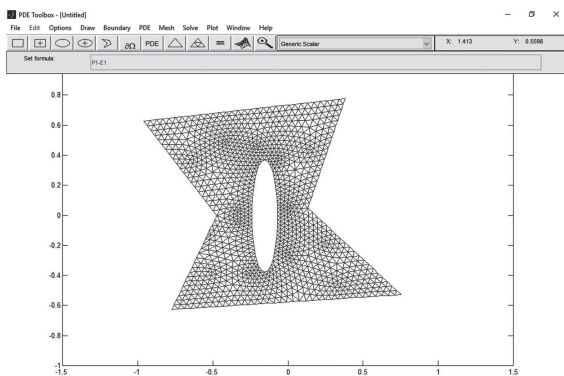 PDE Toolbox - [Untitled]
File Edit Options Draw Boundary PDE Mesh Solve Plot Window Help
∂Ω PDE = Generic Scalar X: 1.413 Y: 0.5598
Set formula: P1-E1
0.8
0.6
0.4
0.2
0
-0.2
-0.4
-0.6
-0.8
-1
-1.5 -1 -0.5 0 0.5 1 1.5